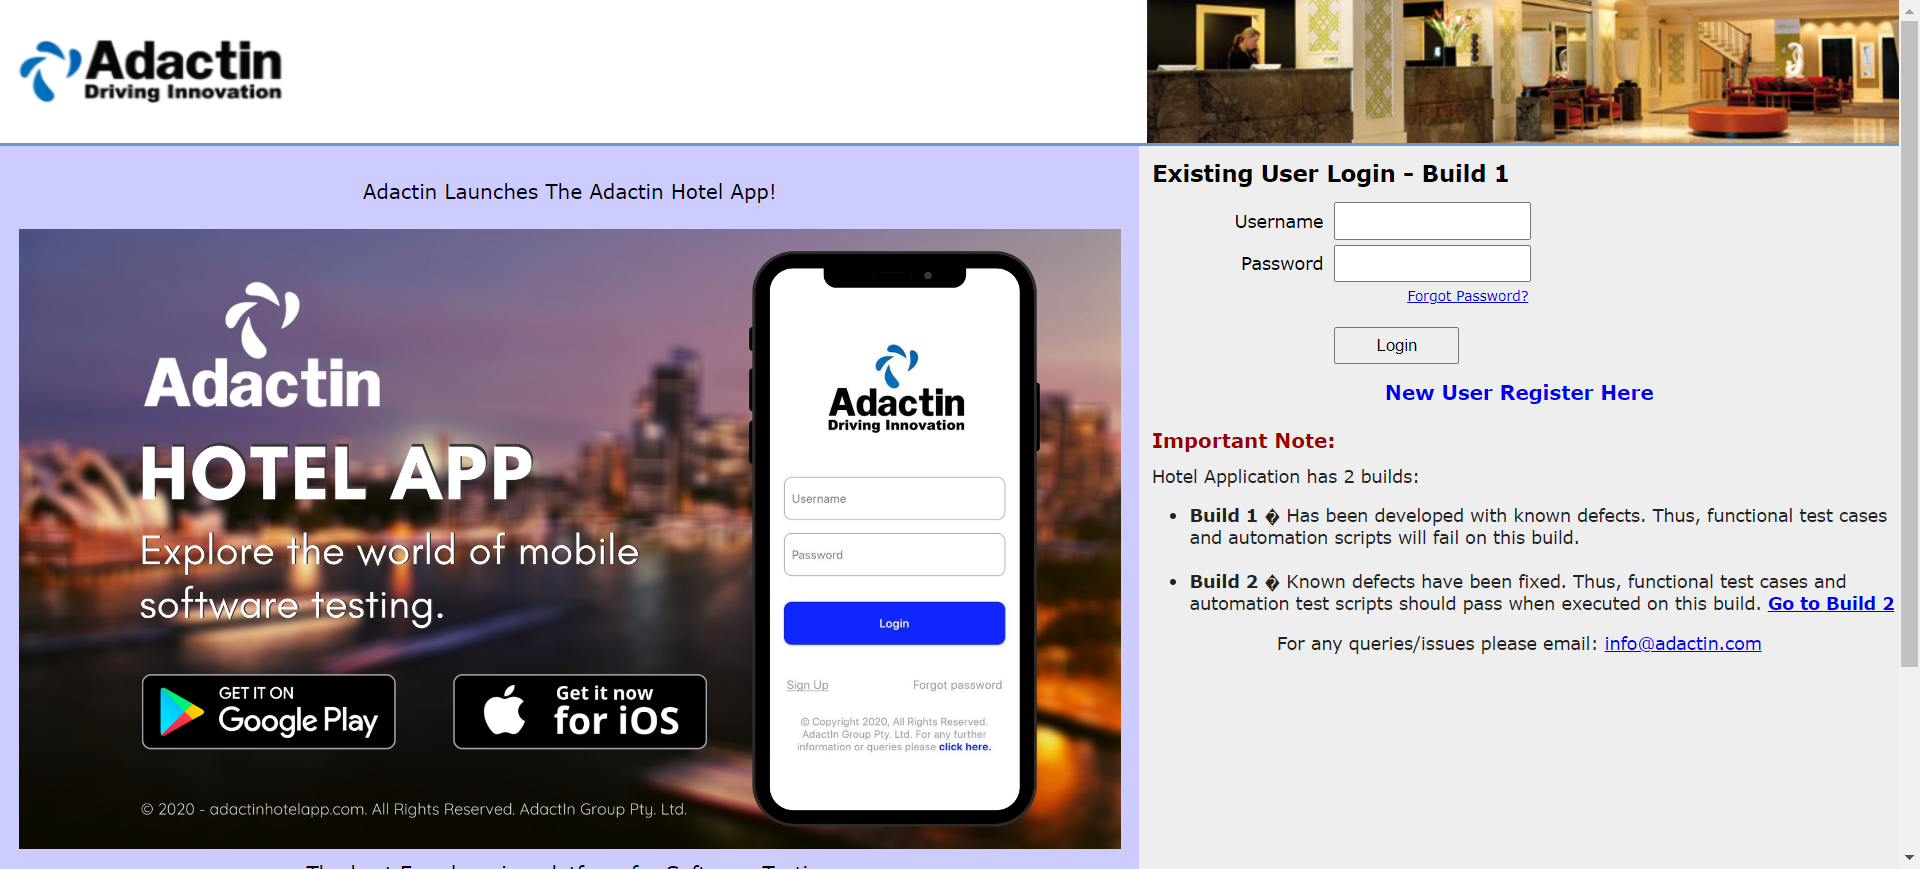 Adactin
Driving Innovation
Adactin Launches The Adactin Hotel App!
Adactin
HOTEL APP
Explore the world of mobile
software testing.
GET IT ON
Google Play
Get it now
for iOS
© 2020 - adactinhotelapp.com. All Rights Reserved. AdactIn Group Pty. Ltd.
Adactin
Driving Innovation
Username
Password
Login
Sign Up
Forgot password
© Copyright 2020, All Rights Reserved.
AdactIn Group Pty. Ltd. For any further
information or queries please click here.
Existing User Login - Build 1
Username
Password
Forgot Password?
Login
New User Register Here
Important Note:
Hotel Application has 2 builds:
• Build 1 � Has been developed with known defects. Thus, functional test cases
and automation scripts will fail on this build.
• Build 2 � Known defects have been fixed. Thus, functional test cases and
automation test scripts should pass when executed on this build. Go to Build 2
For any queries/issues please email: info@adactin.com